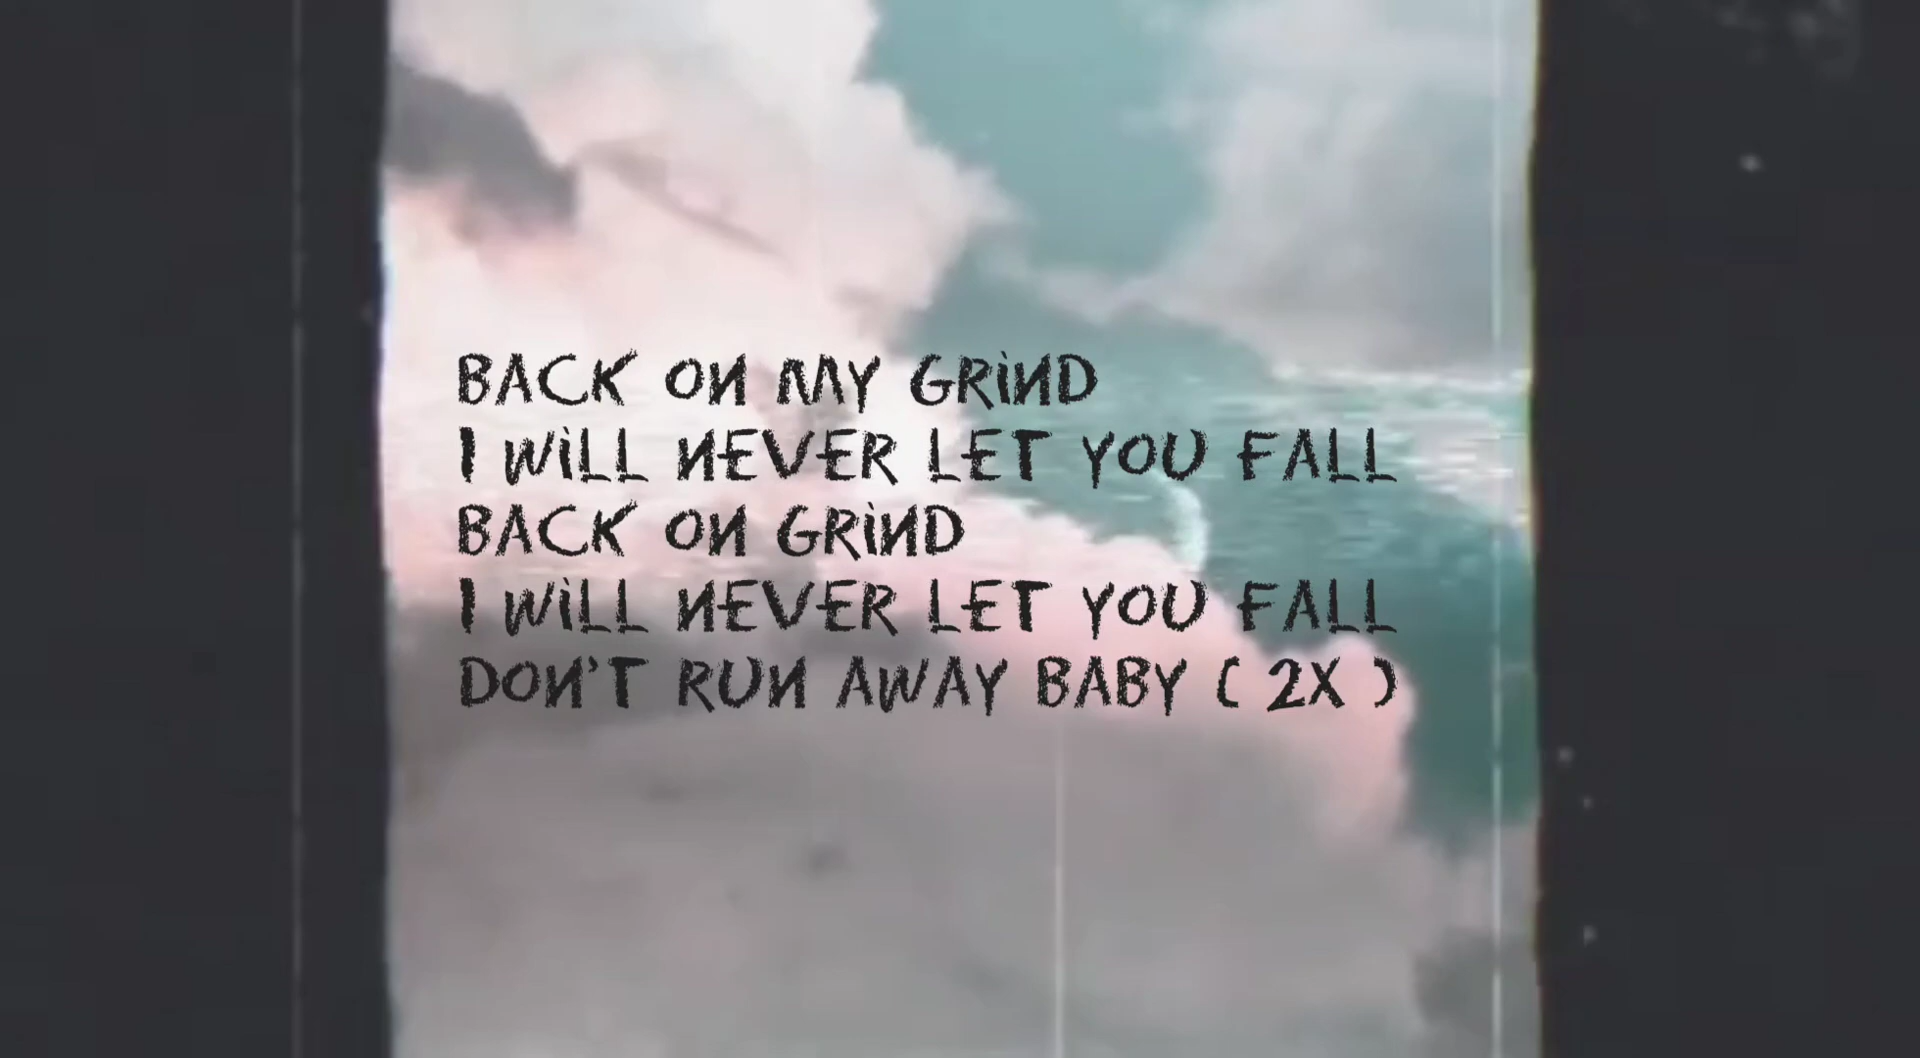 BACK ON MY GRIND
I WILL NEVER LET YOU FALL
BACK ON GRIND
I WILL NEVER LET YOU FALL
DON'T RUN AWAY BABY ( 2X )